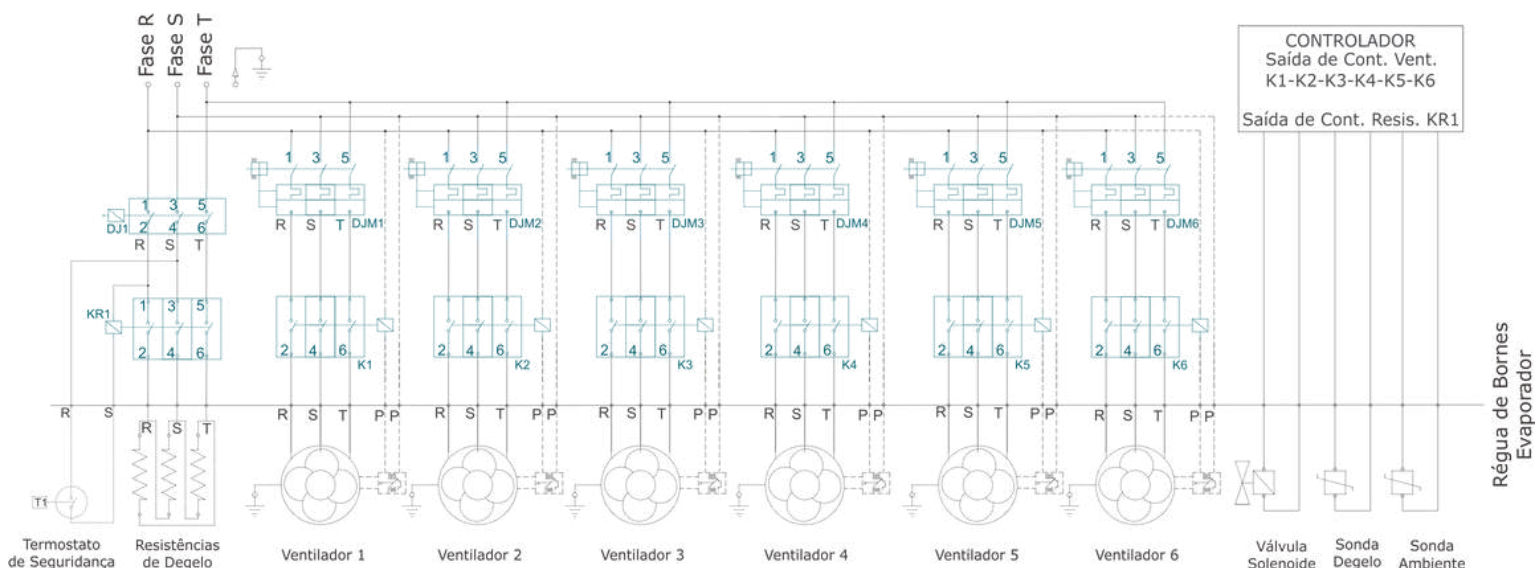 Fase R
Fase S
Fase T
CONTROLADOR
Saída de Cont. Vent.
K1-K2-K3-K4-K5-K6
Saída de Cont. Resis. KR1
1 3 5
DJ1 2 4 6
R S T
1 3 5
KR1
2 4 6
1 3 5
R S T DJM1
2 4 6
K1
1 3 5
R S T DJM2
2 4 6
K2
1 3 5
R S T DJM3
2 4 6
K3
1 3 5
R S T DJM4
2 4 6
K4
1 3 5
R S T DJM5
2 4 6
K5
1 3 5
R S T DJM6
2 4 6
K6
R S
R S T P P
R S T P P
R S T P P
R S T P P
R S T P P
R S T P P
Régua de Bornes
Evaporador
R S T
T1
Termostato
de Seguridança
Resistências
de Degelo
Ventilador 1
Ventilador 2
Ventilador 3
Ventilador 4
Ventilador 5
Ventilador 6
Válvula
Solenoide
Sonda
Degelo
Sonda
Ambiente